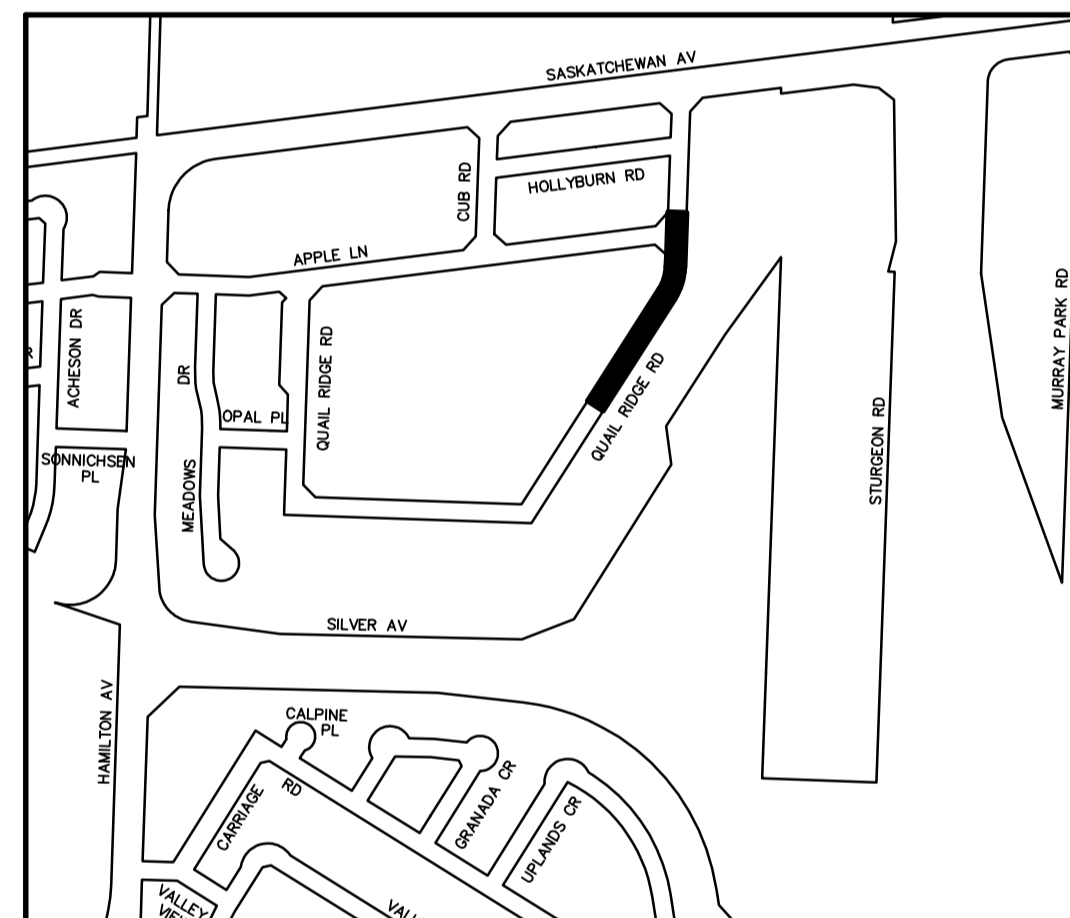 SASKATCHEWAN AV
CUB RD
HOLLYBURN RD
APPLE LN
MURRAY PARK RD
ACHESON DR
QUAIL RIDGE RD
MEADOWS DR
OPAL PL
QUAIL RIDGE RD
STURGEON RD
SONNICHSEN
PL
SILVER AV
HAMILTON AV
CALPINE
PL
CARRIAGE RD
GRANADA CR
UPLANDS CR
VALLEY